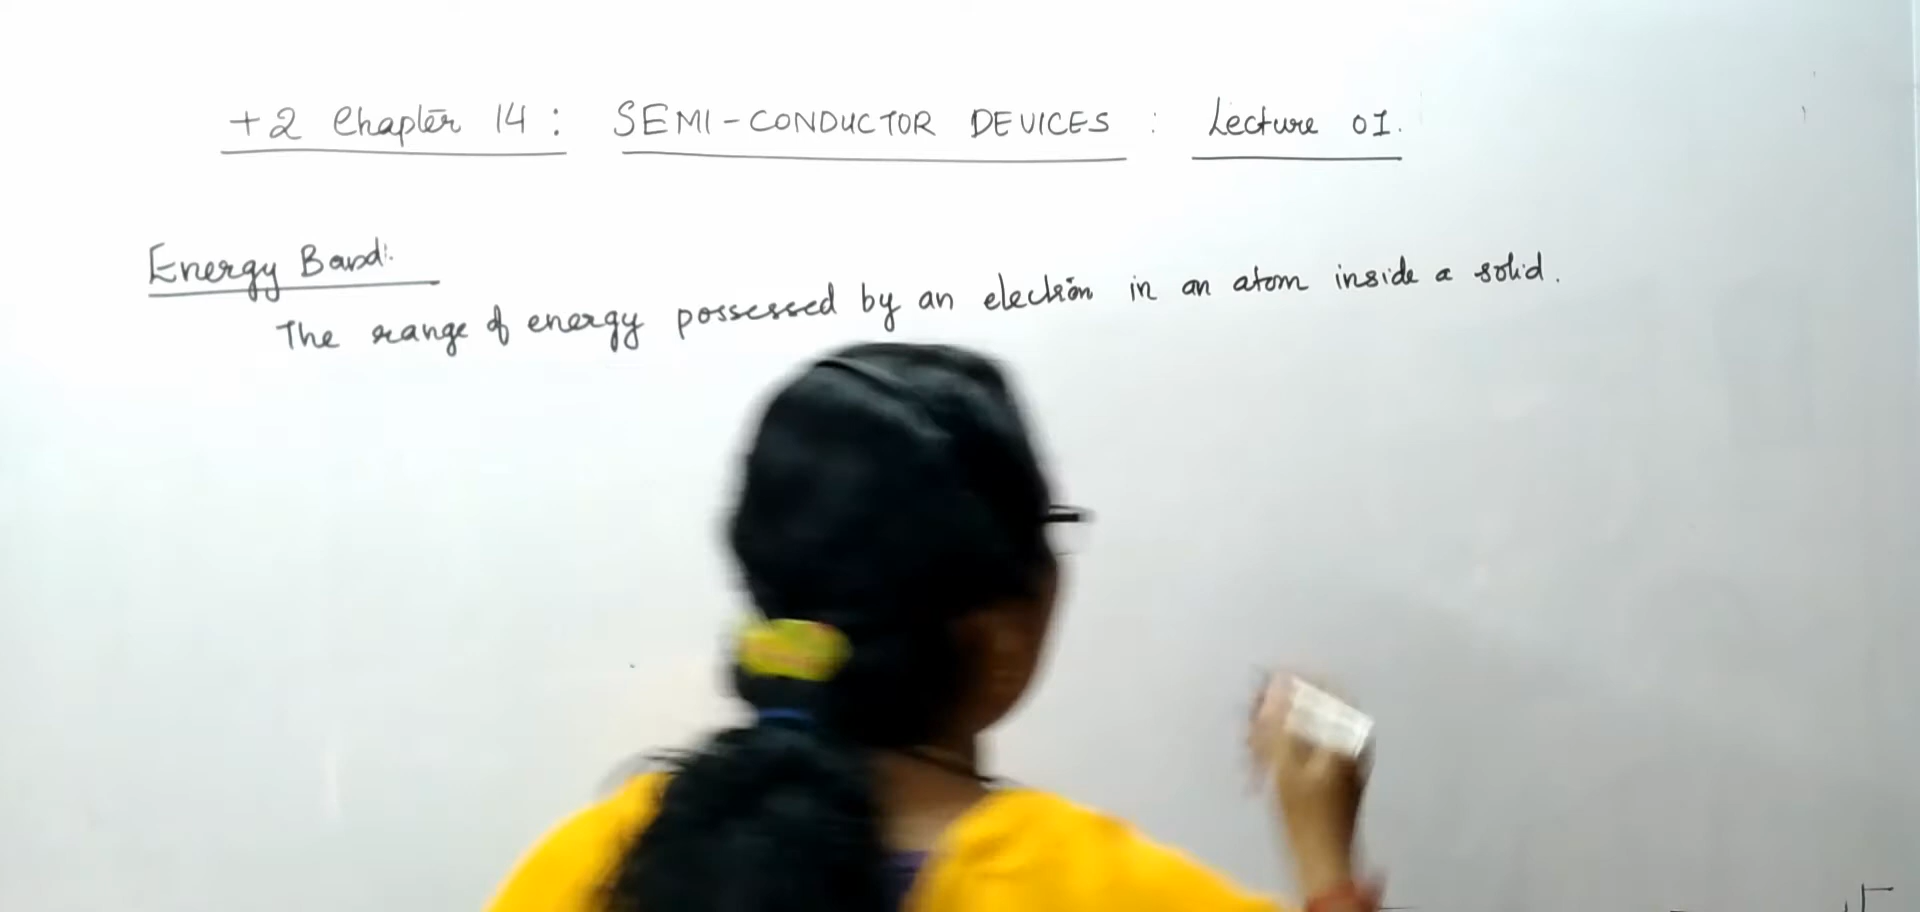 +2 Chapter 14 : SEMI-CONDUCTOR DEVICES : Lecture 01.
Energy Band:
The range of energy possessed by an electron in an atom inside a solid.